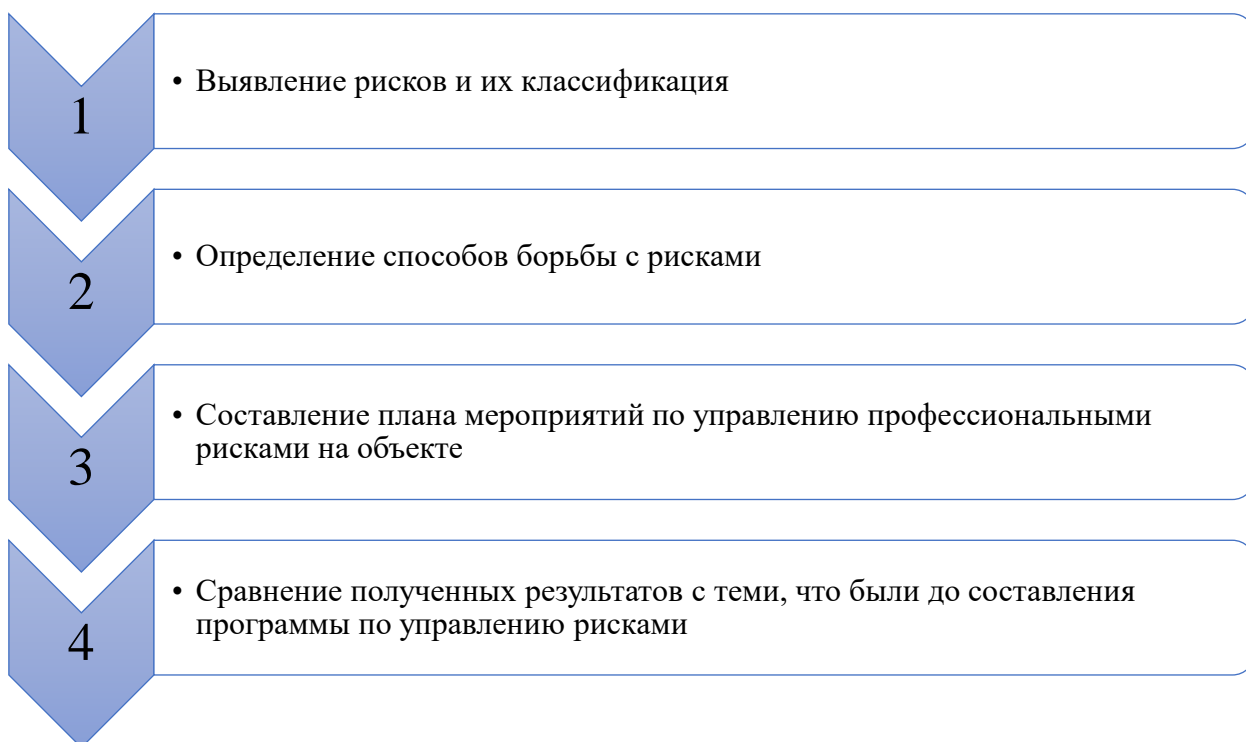 1
• Выявление рисков и их классификация
2
• Определение способов борьбы с рисками
3
• Составление плана мероприятий по управлению профессиональными
рисками на объекте
4
• Сравнение полученных результатов с теми, что были до составления
программы по управлению рисками